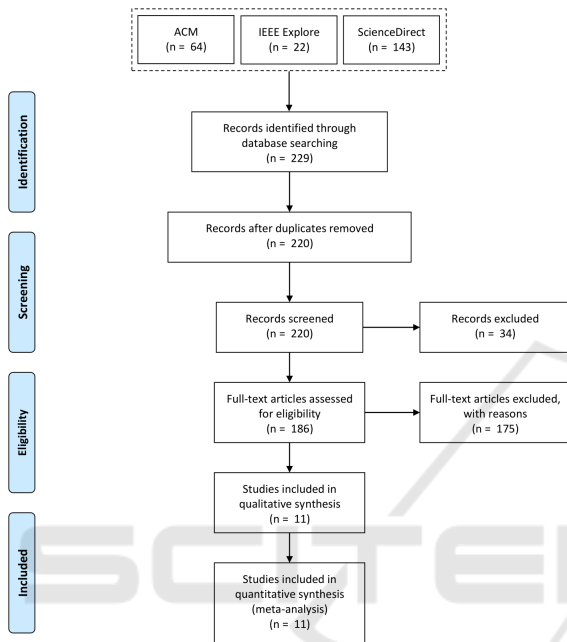 ACM
(n = 64)
IEEE Explore
(n = 22)
ScienceDirect
(n = 143)
Identification
Records identified through
database searching
(n = 229)
Records after duplicates removed
(n = 220)
Screening
Records screened
(n = 220)
Records excluded
(n = 34)
Eligibility
Full-text articles assessed
for eligibility
(n = 186)
Full-text articles excluded,
with reasons
(n = 175)
Studies included in
qualitative synthesis
(n = 11)
Included
Studies included in
quantitative synthesis
(meta-analysis)
(n = 11)
SCITE